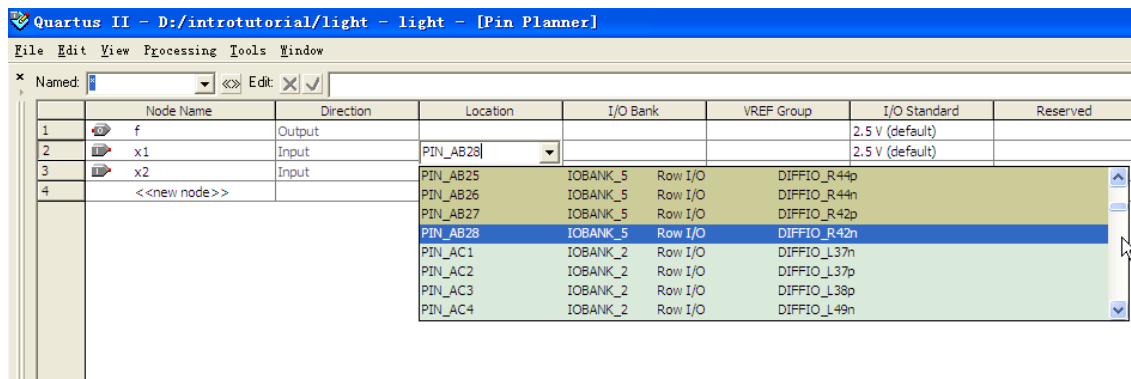 Quartus II - D:/introtutorial/light - light - [Pin Planner]
File Edit View Processing Tools Window
Named: * Edit:
Node Name Direction Location I/O Bank VREF Group I/O Standard Reserved
1 f Output 2.5 V (default)
2 x1 Input PIN_AB28 2.5 V (default)
3 x2 Input
4 <<new node>>
PIN_AB25 IOBANK_5 Row I/O DIFFIO_R44p
PIN_AB26 IOBANK_5 Row I/O DIFFIO_R44n
PIN_AB27 IOBANK_5 Row I/O DIFFIO_R42p
PIN_AB28 IOBANK_5 Row I/O DIFFIO_R42n
PIN_AC1 IOBANK_2 Row I/O DIFFIO_L37n
PIN_AC2 IOBANK_2 Row I/O DIFFIO_L37p
PIN_AC3 IOBANK_2 Row I/O DIFFIO_L38p
PIN_AC4 IOBANK_2 Row I/O DIFFIO_L49n